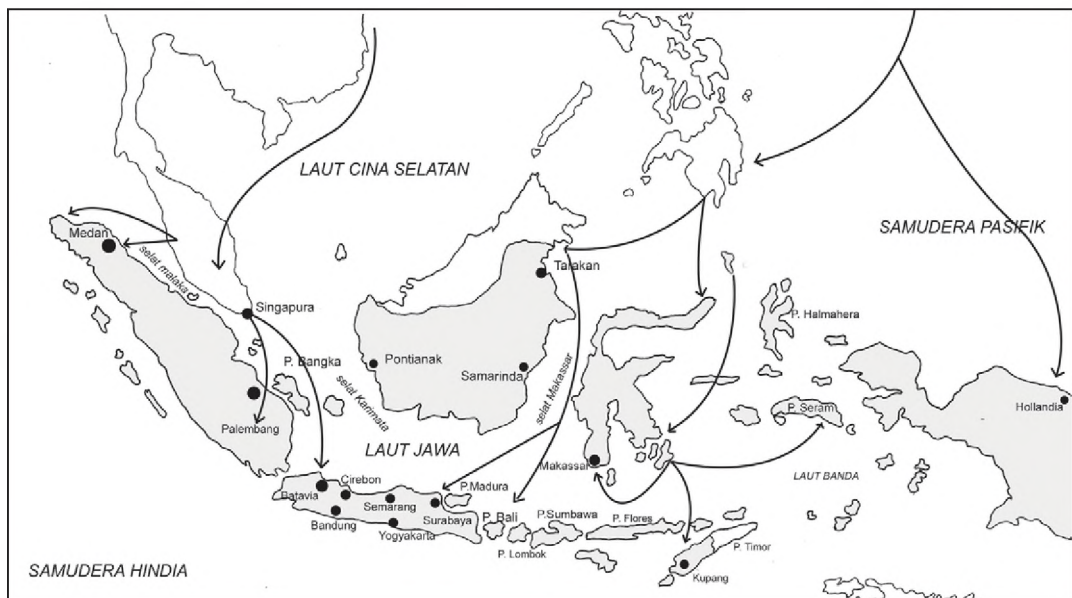 LAUT CINA SELATAN
SAMUDERA PASIFIK
Medan
selat malaka
Tarakan
Singapura
P. Halmahera
P. Bangka
Pontianak
Samarinda
selat Makassar
selat Karimata
Hollandia
P. Seram
Palembang
LAUT JAWA
Makassar
LAUT BANDA
Cirebon
P.Madura
Batavia
Semarang
Surabaya
P. Bali
P.Sumbawa
P. Flores
Bandung
Yogyakarta
P. Lombok
P. Timor
SAMUDERA HINDIA
Kupang